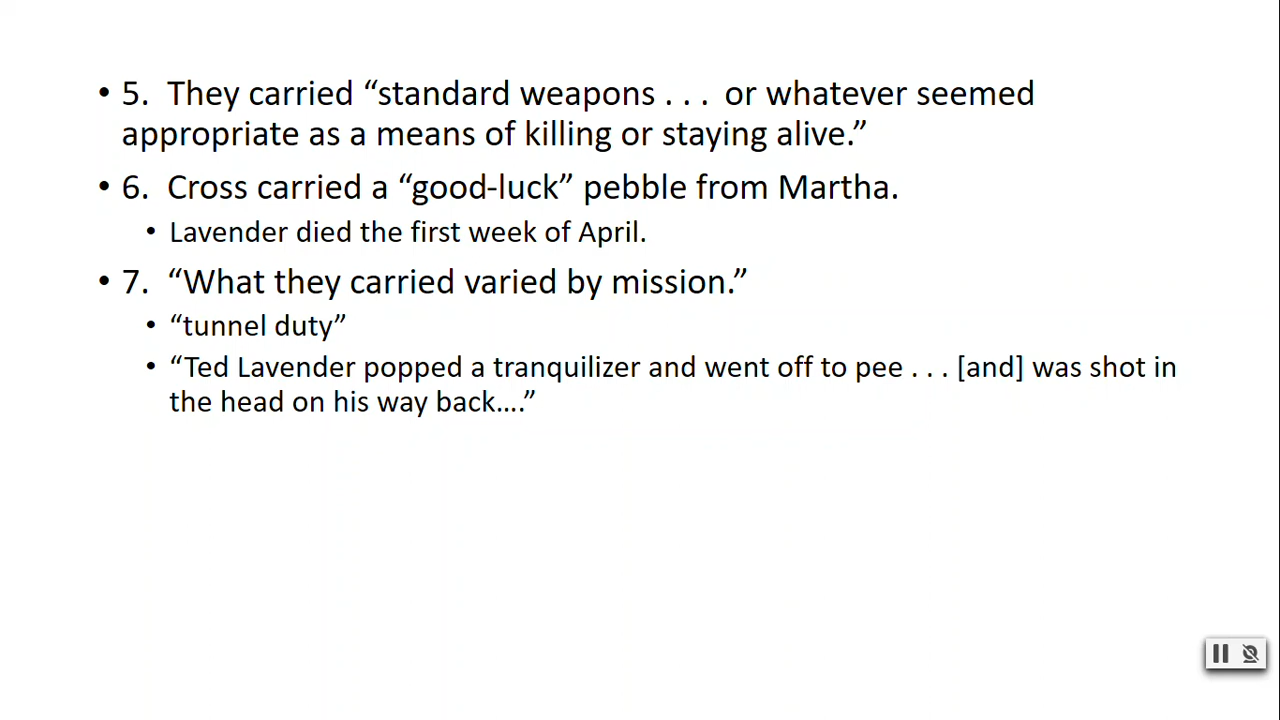 • 5.  They carried “standard weapons . . .  or whatever seemed
appropriate as a means of killing or staying alive.”
• 6.  Cross carried a “good-luck” pebble from Martha.
• Lavender died the first week of April.
• 7.  “What they carried varied by mission.”
• “tunnel duty”
• “Ted Lavender popped a tranquilizer and went off to pee . . . [and] was shot in
the head on his way back....”